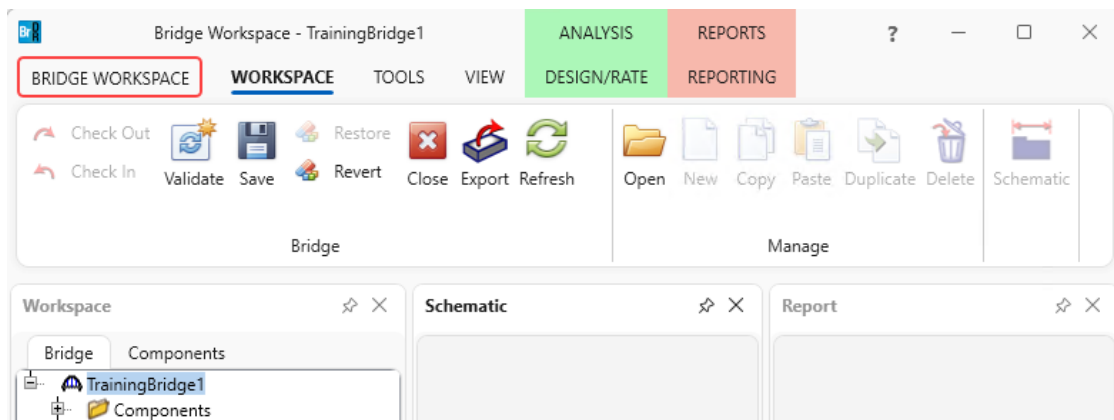 Br DR Bridge Workspace - TrainingBridge1 ANALYSIS REPORTS ?
BRIDGE WORKSPACE WORKSPACE TOOLS VIEW DESIGN/RATE REPORTING
Check Out Restore
Check In Revert
Validate Save Close Export Refresh Open New Copy Paste Duplicate Delete Schematic
Bridge Manage
Workspace Schematic Report
Bridge Components
TrainingBridge1
Components